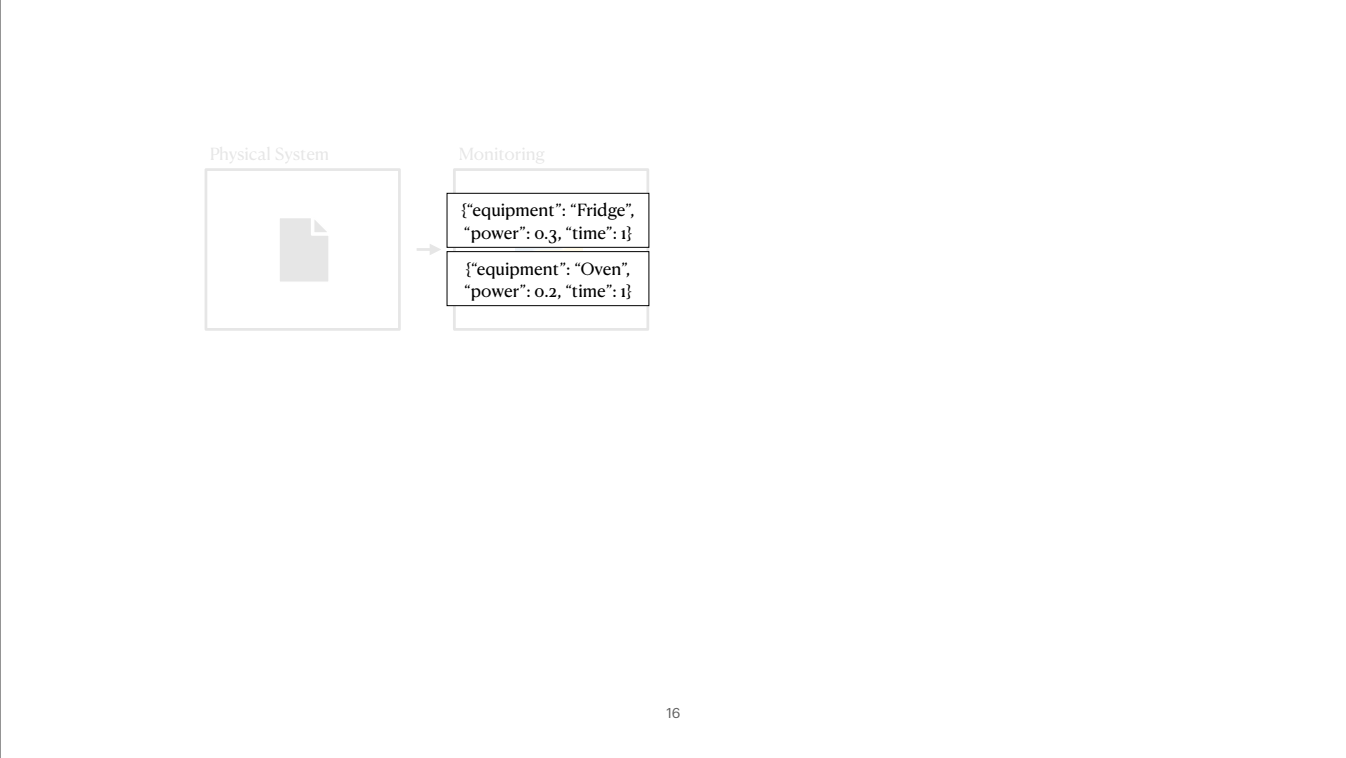 Physical System
Monitoring
{“equipment”: “Fridge”,
“power”: 0.3, “time”: 1}
{“equipment”: “Oven”,
“power”: 0.2, “time”: 1}
16